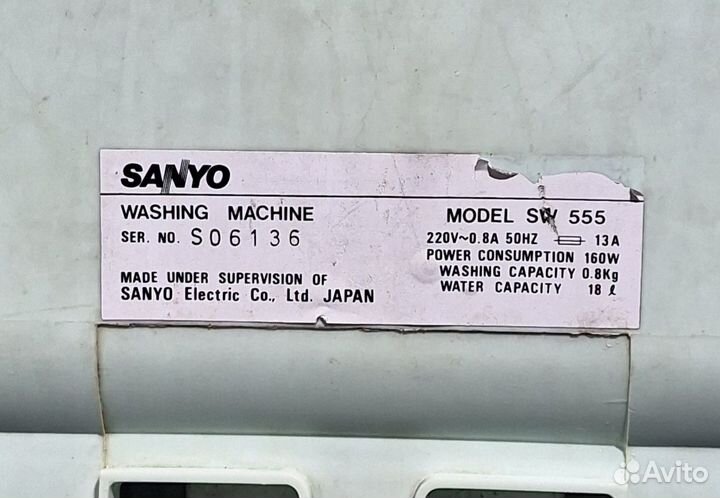 SANYO
WASHING MACHINE
SER. NO. S06136
MADE UNDER SUPERVISION OF
SANYO Electric Co., Ltd. JAPAN
MODEL SW 555
220V~0.8A 50HZ 13A
POWER CONSUMPTION 160W
WASHING CAPACITY 0.8Kg
WATER CAPACITY 18 ℓ
Avito